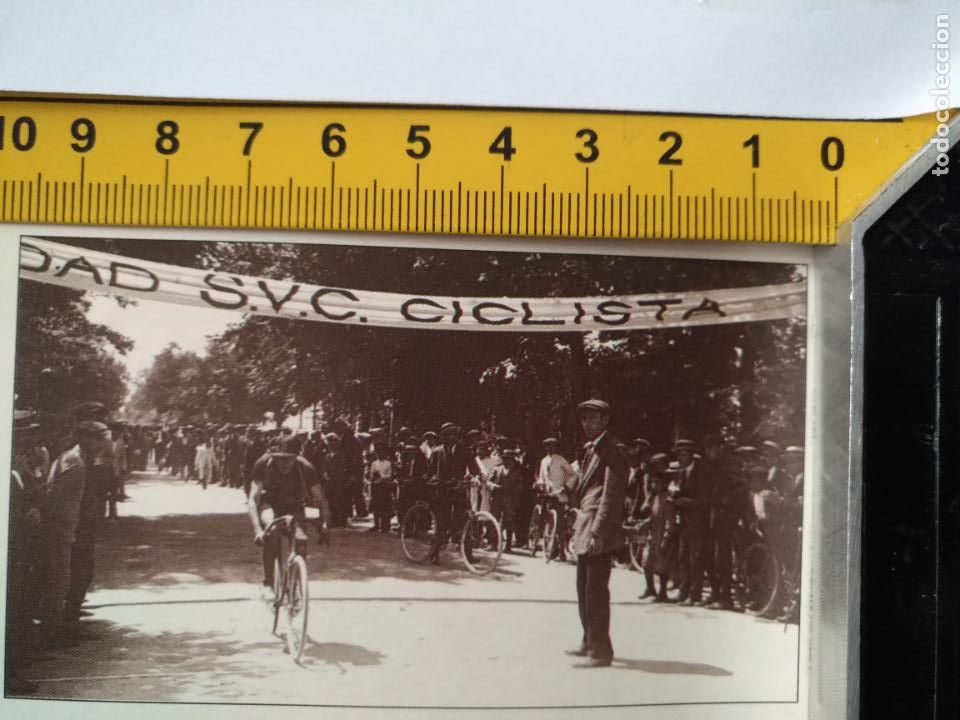 10 9 8 7 6 5 4 3 2 1 0
DAD S.V.C. CICLISTA
todocoleccion